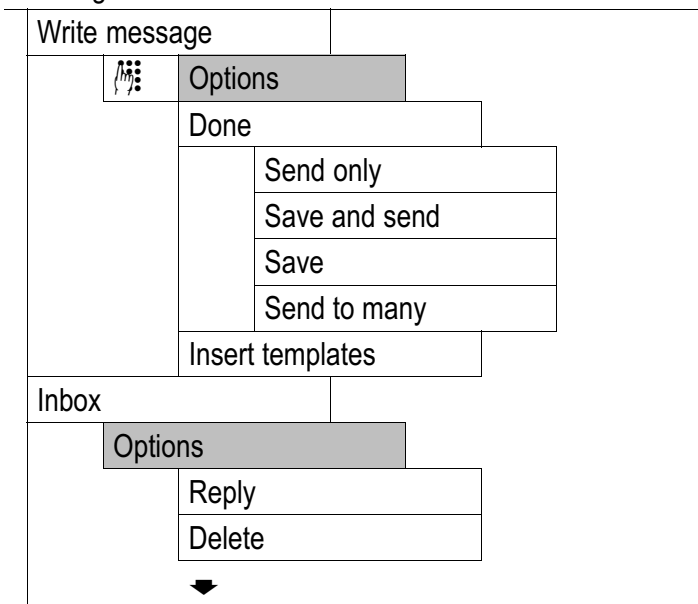 Write message
Options
Done
Send only
Save and send
Save
Send to many
Insert templates
Inbox
Options
Reply
Delete